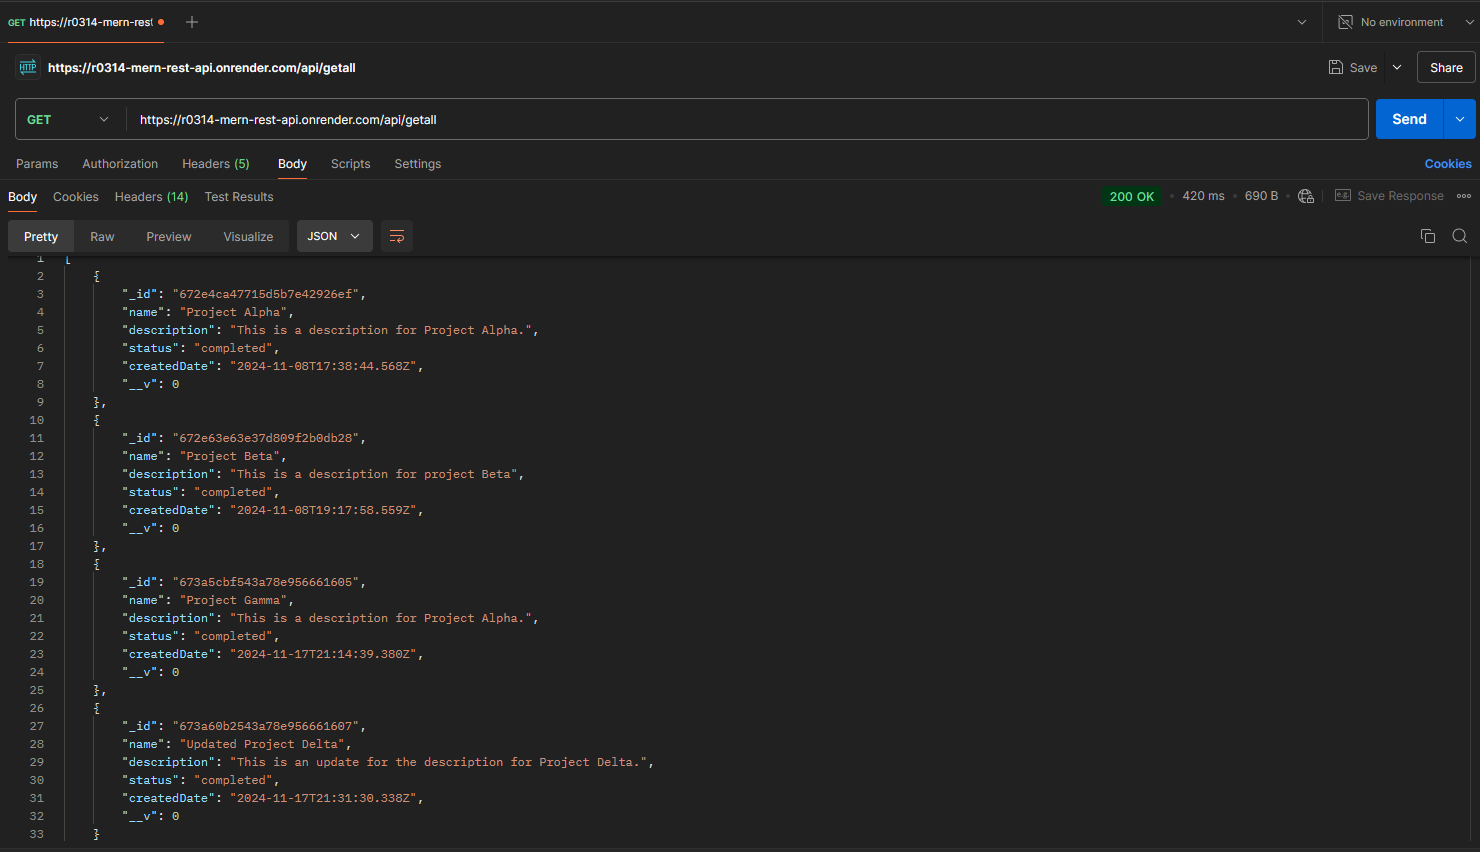 GET https://r0314-mern-rest
No environment
HTTP https://r0314-mern-rest-api.onrender.com/api/getall
Save Share
GET https://r0314-mern-rest-api.onrender.com/api/getall Send
Params Authorization Headers (5) Body Scripts Settings Cookies
Body Cookies Headers (14) Test Results 200 OK • 420 ms • 690 B • e.g. Save Response
Pretty Raw Preview Visualize JSON
1 [
2 {
3 "_id": "672e4ca47715d5b7e42926ef",
4 "name": "Project Alpha",
5 "description": "This is a description for Project Alpha.",
6 "status": "completed",
7 "createdDate": "2024-11-08T17:38:44.568Z",
8 "__v": 0
9 },
10 {
11 "_id": "672e63e63e37d809f2b0db28",
12 "name": "Project Beta",
13 "description": "This is a description for project Beta",
14 "status": "completed",
15 "createdDate": "2024-11-08T19:17:58.559Z",
16 "__v": 0
17 },
18 {
19 "_id": "673a5cbf543a78e956661605",
20 "name": "Project Gamma",
21 "description": "This is a description for Project Alpha.",
22 "status": "completed",
23 "createdDate": "2024-11-17T21:14:39.380Z",
24 "__v": 0
25 },
26 {
27 "_id": "673a60b2543a78e956661607",
28 "name": "Updated Project Delta",
29 "description": "This is an update for the description for Project Delta.",
30 "status": "completed",
31 "createdDate": "2024-11-17T21:31:30.338Z",
32 "__v": 0
33 }